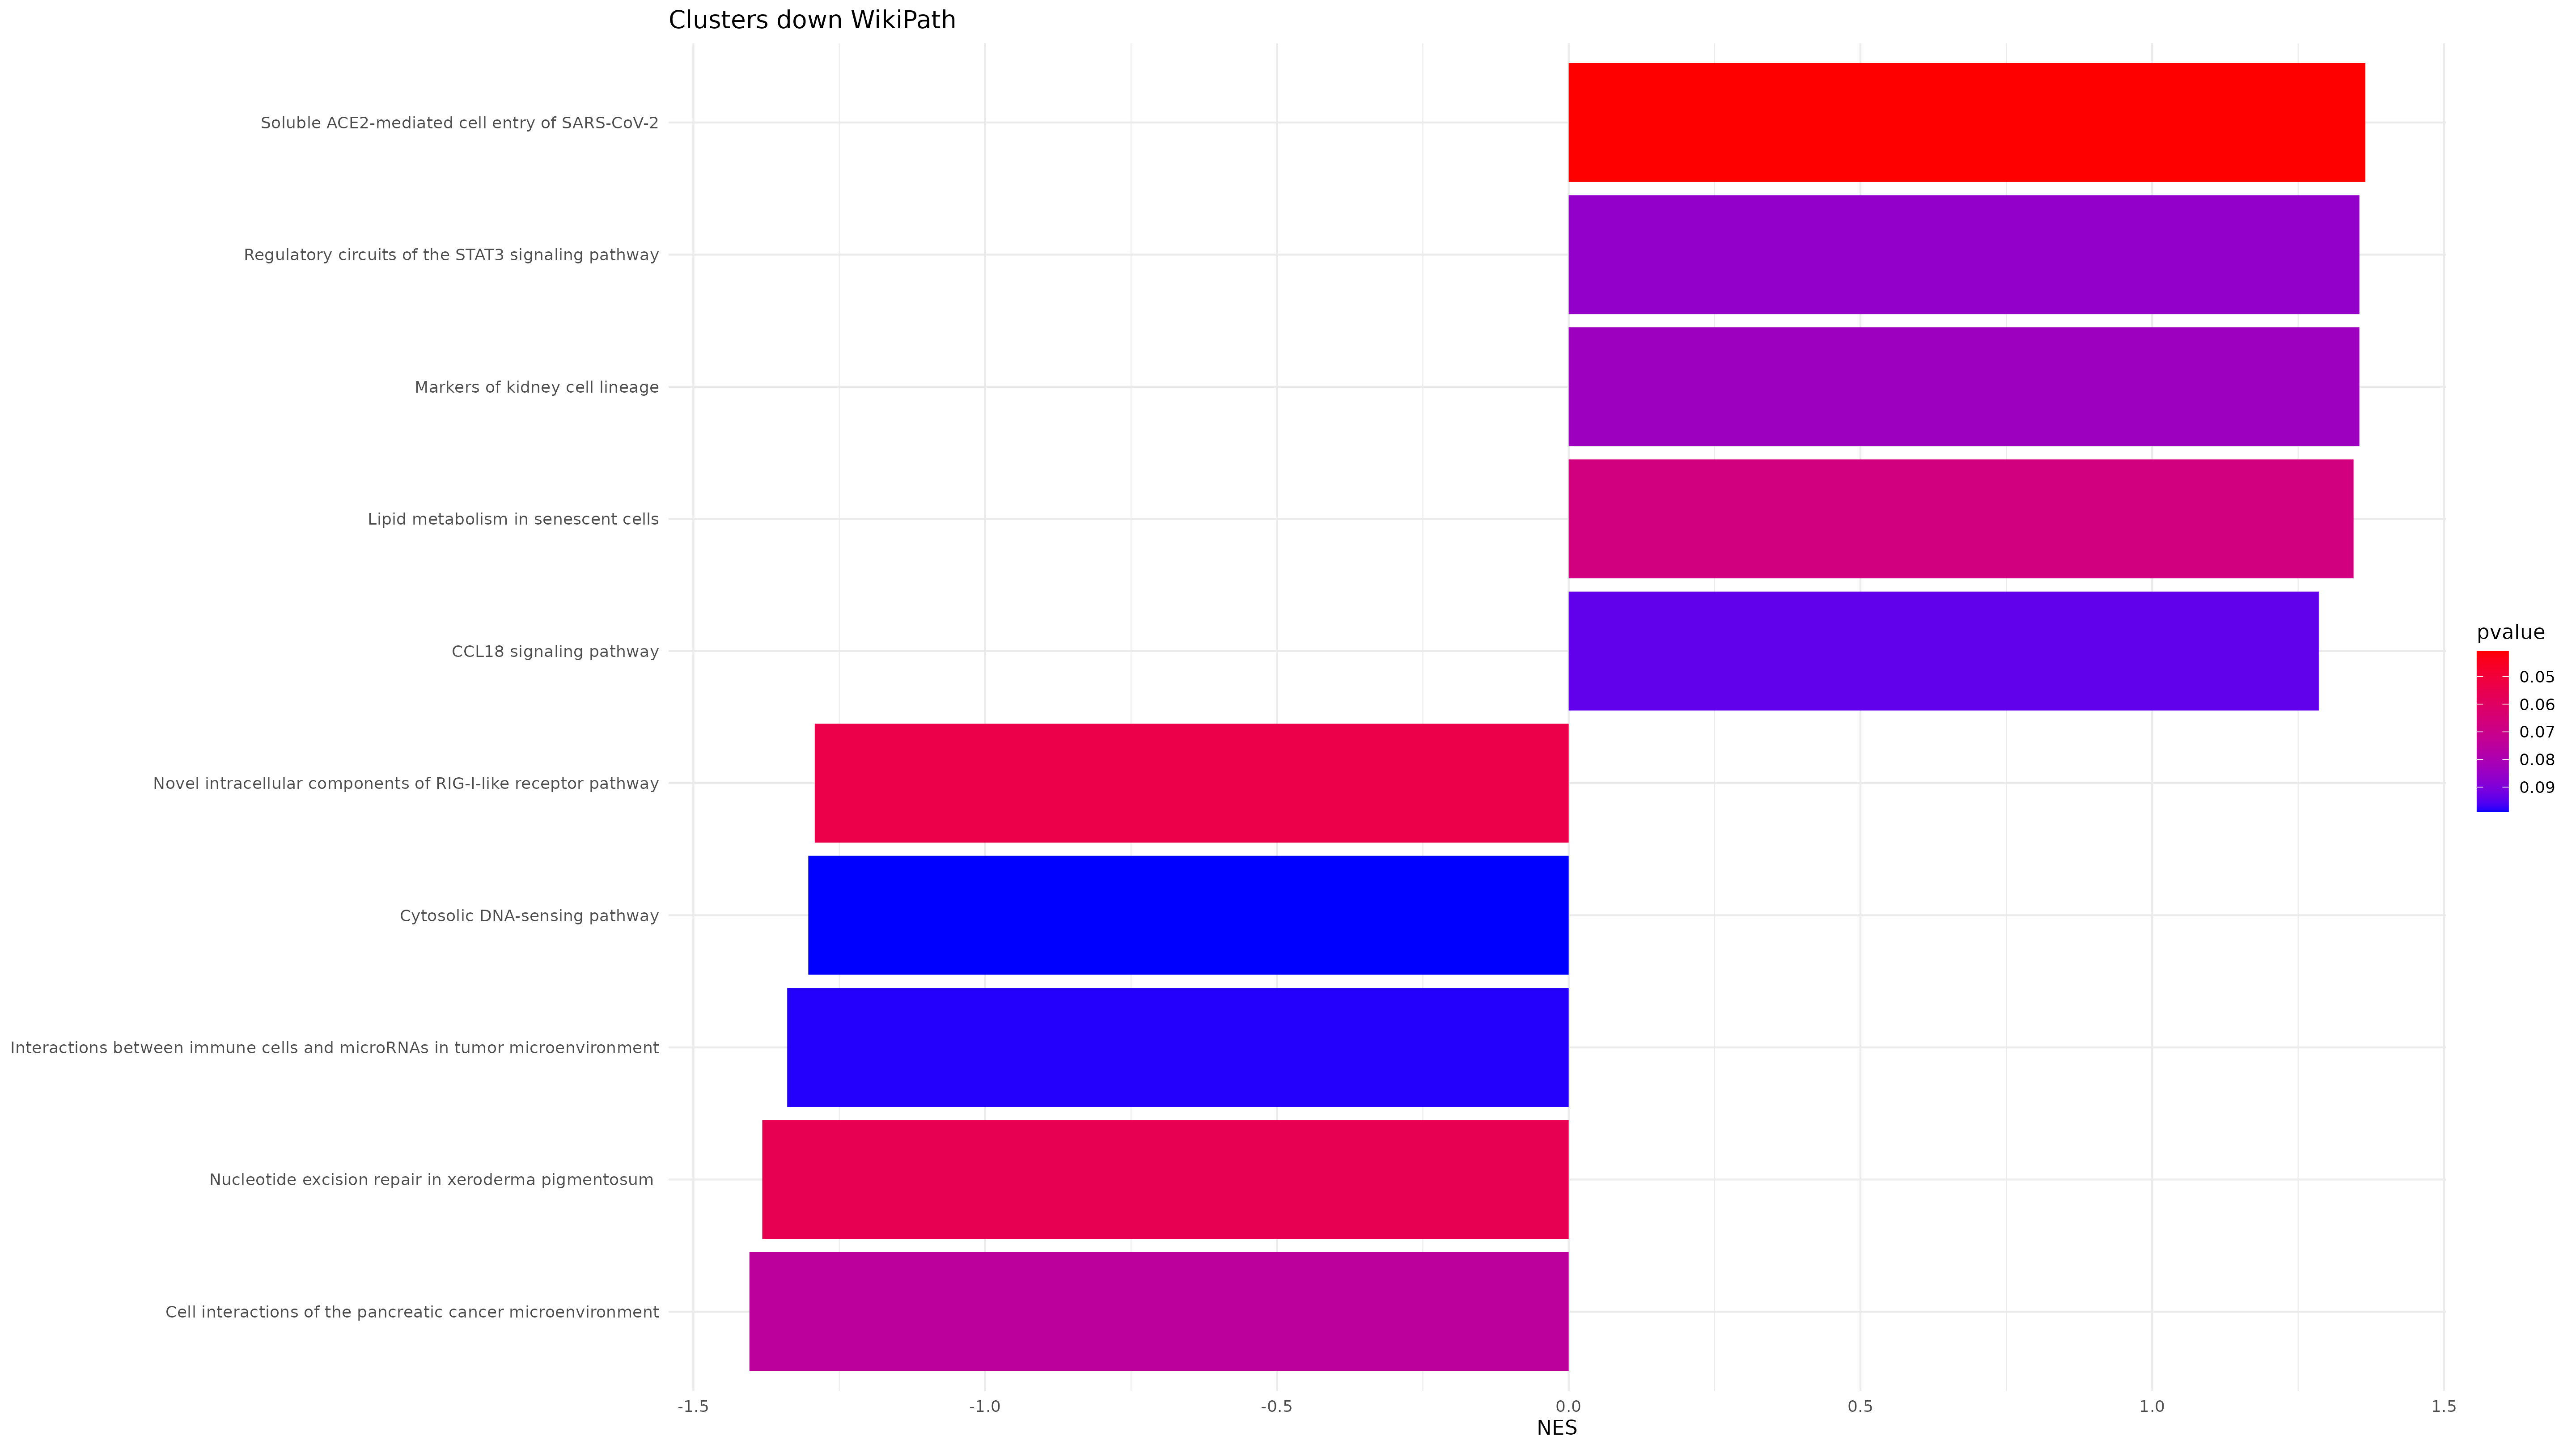 Clusters down WikiPath
Soluble ACE2-mediated cell entry of SARS-CoV-2
Regulatory circuits of the STAT3 signaling pathway
Markers of kidney cell lineage
Lipid metabolism in senescent cells
CCL18 signaling pathway
Novel intracellular components of RIG-I-like receptor pathway
Cytosolic DNA-sensing pathway
Interactions between immune cells and microRNAs in tumor microenvironment
Nucleotide excision repair in xeroderma pigmentosum
Cell interactions of the pancreatic cancer microenvironment
-1.5 -1.0 -0.5 0.0 0.5 1.0 1.5
NES
pvalue
0.05
0.06
0.07
0.08
0.09